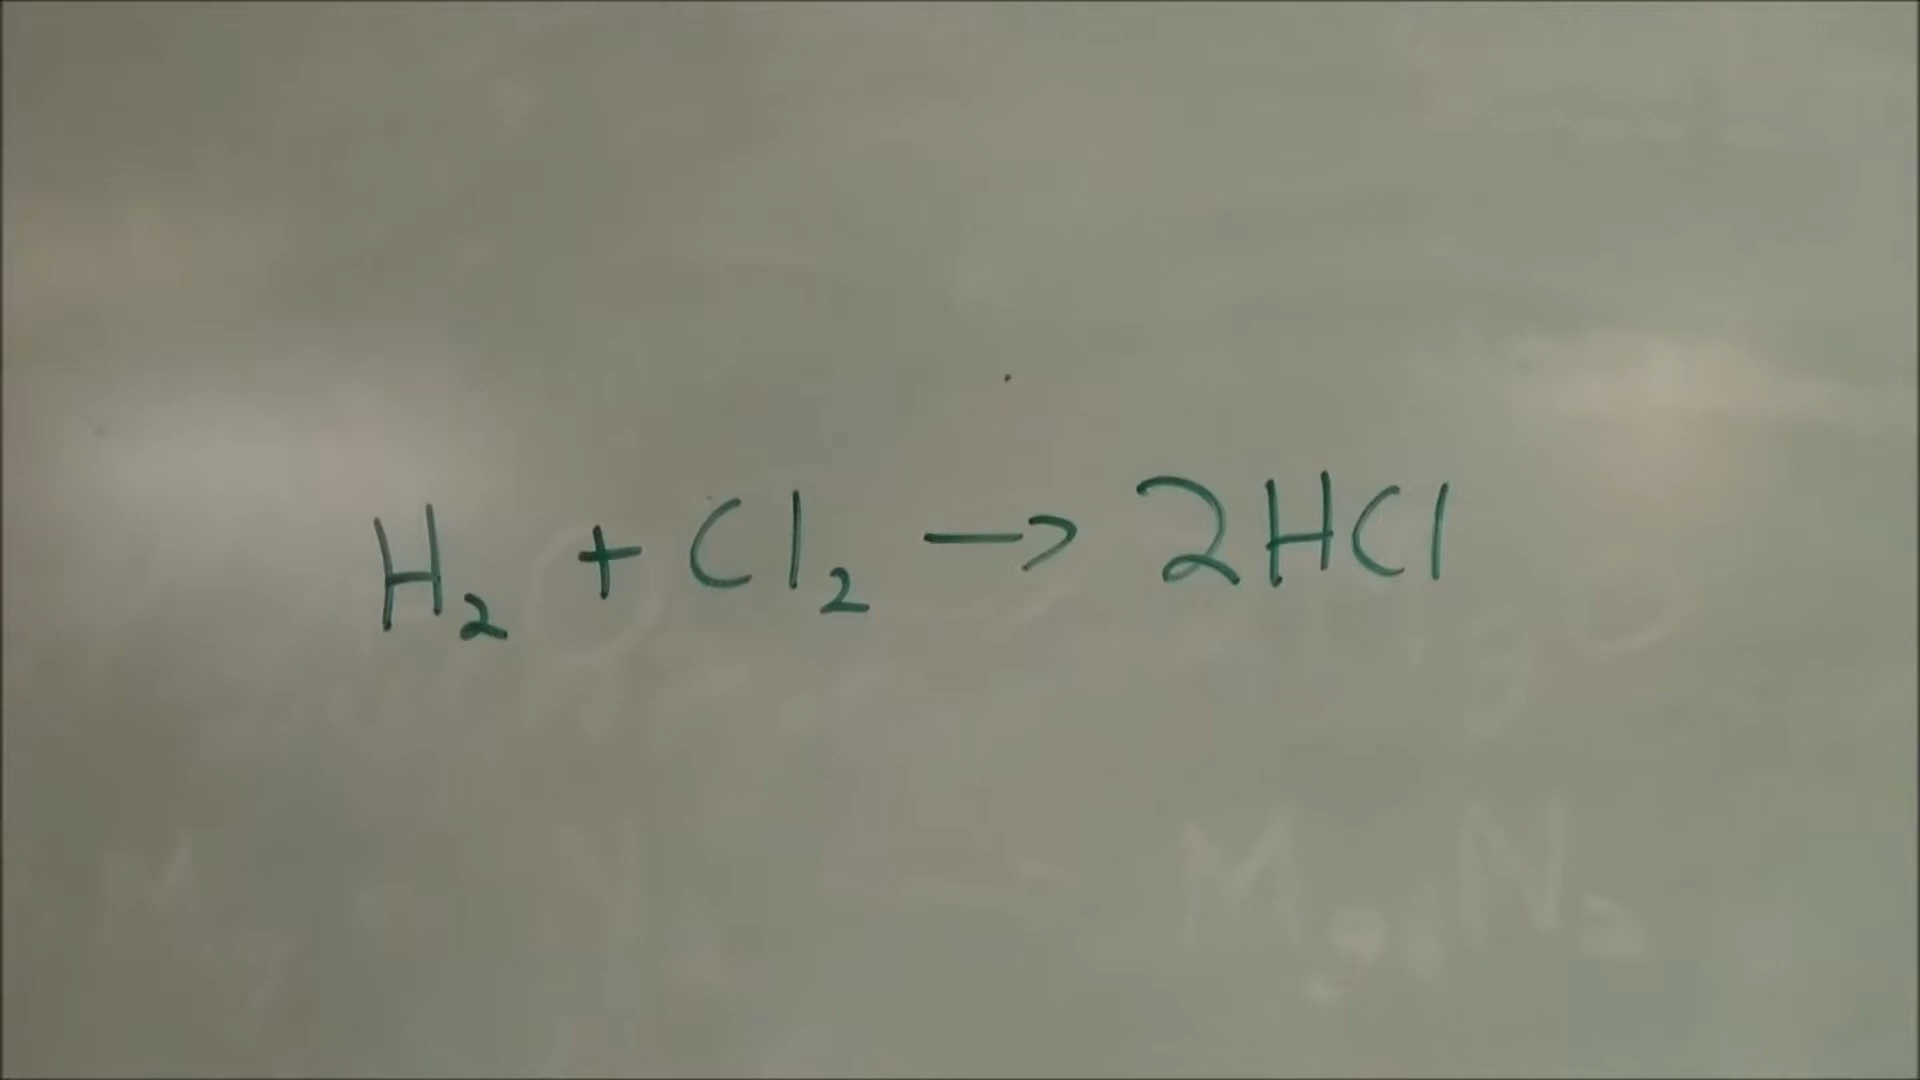 H₂ + Cl₂ → 2HCl